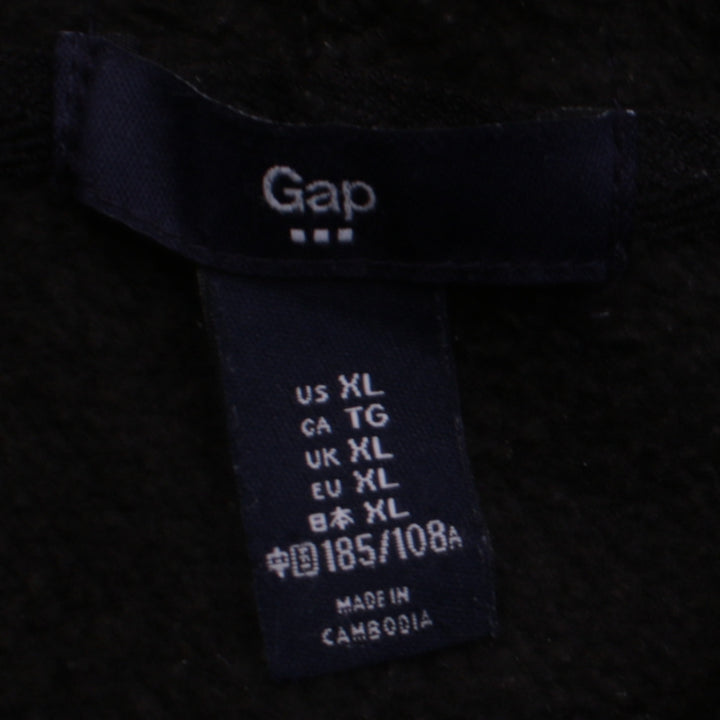 Gap
US XL
CA TG
UK XL
EU XL
日本 XL
中国 185/108A
MADE IN
CAMBODIA